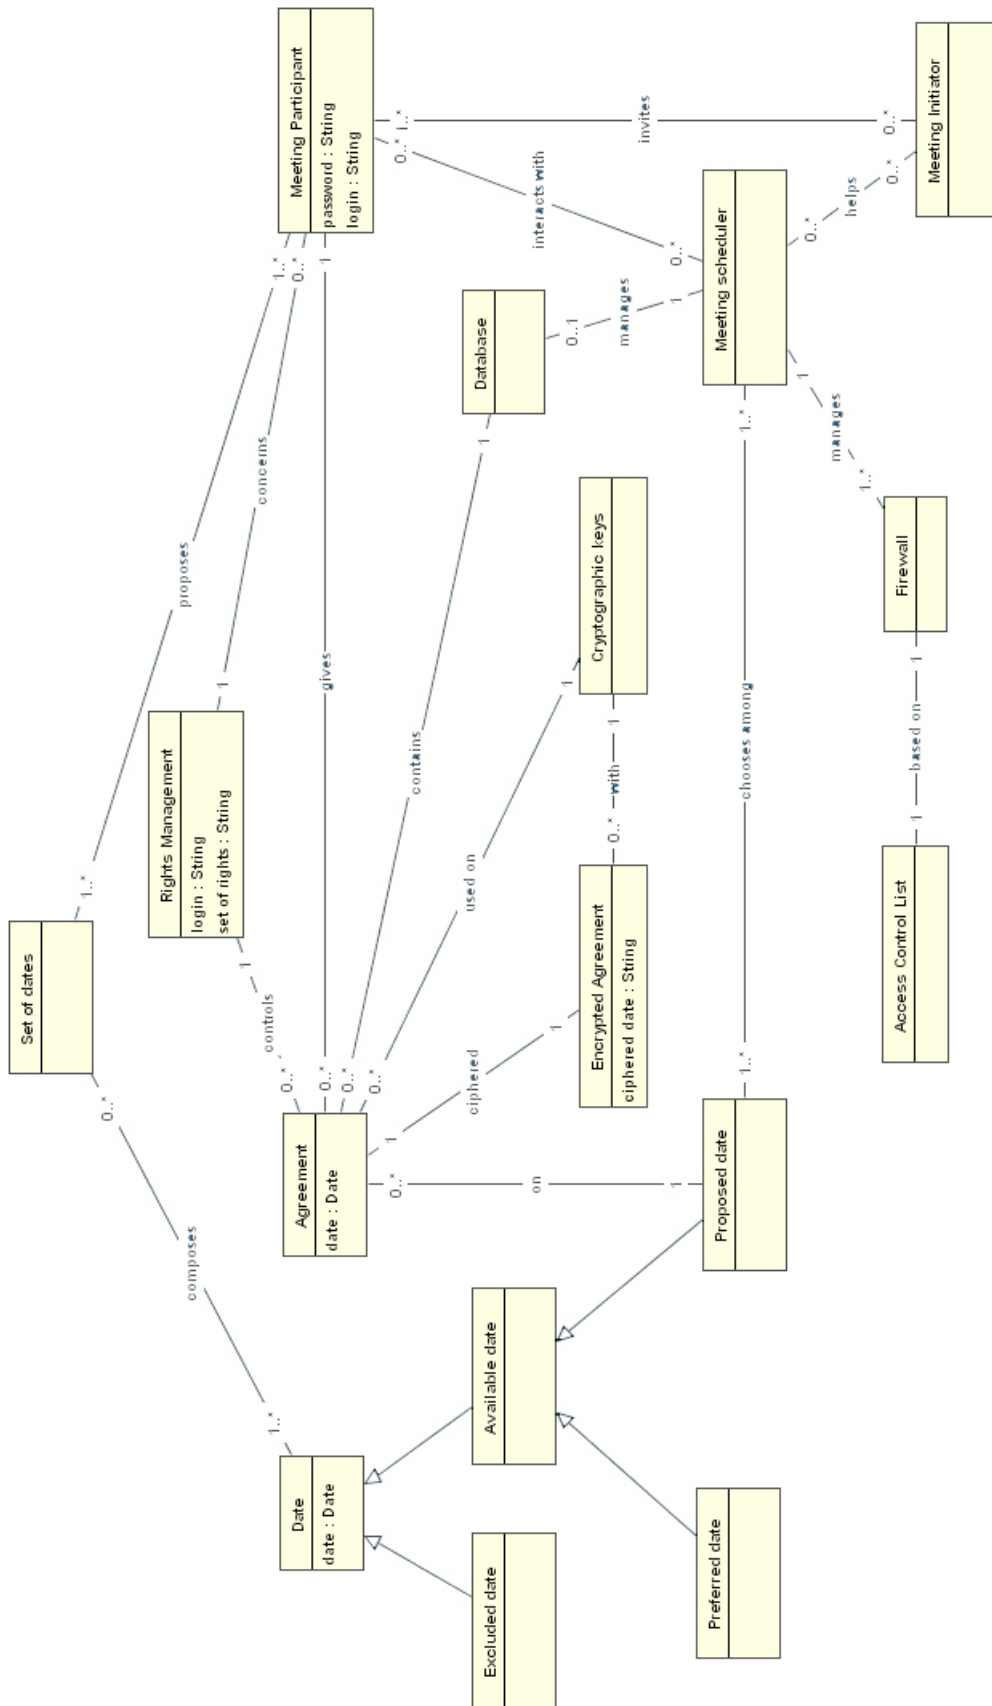 Set of dates
1..*
0..*
proposes
composes
Rights Management
login : String
set of rights : String
1
1
concerns
controls
Meeting Participant
password : String
login : String
1..*
0..*
1
gives
Date
date : Date
1..*
Agreement
date : Date
0..*
0..*
0..*
0..*
1
0..*
0..*
1..*
invites
0..*
contains
used on
ciphered
on
Database
1
0..1
interacts with
manages
Excluded date
Available date
Encrypted Agreement
ciphered date : String
1
Cryptographic keys
1
0..*
with
1
Preferred date
Proposed date
1
1..*
chooses among
1..*
Meeting scheduler
0..*
1
1
0..*
helps
0..*
manages
1..*
Access Control List
1
based on
1
Firewall
Meeting Initiator